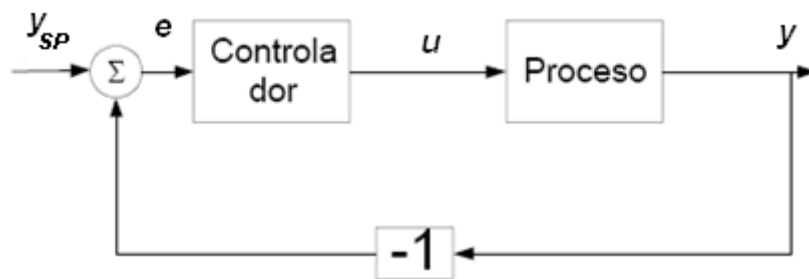 y_SP
e
Σ
Controla
dor
u
Proceso
y
-1